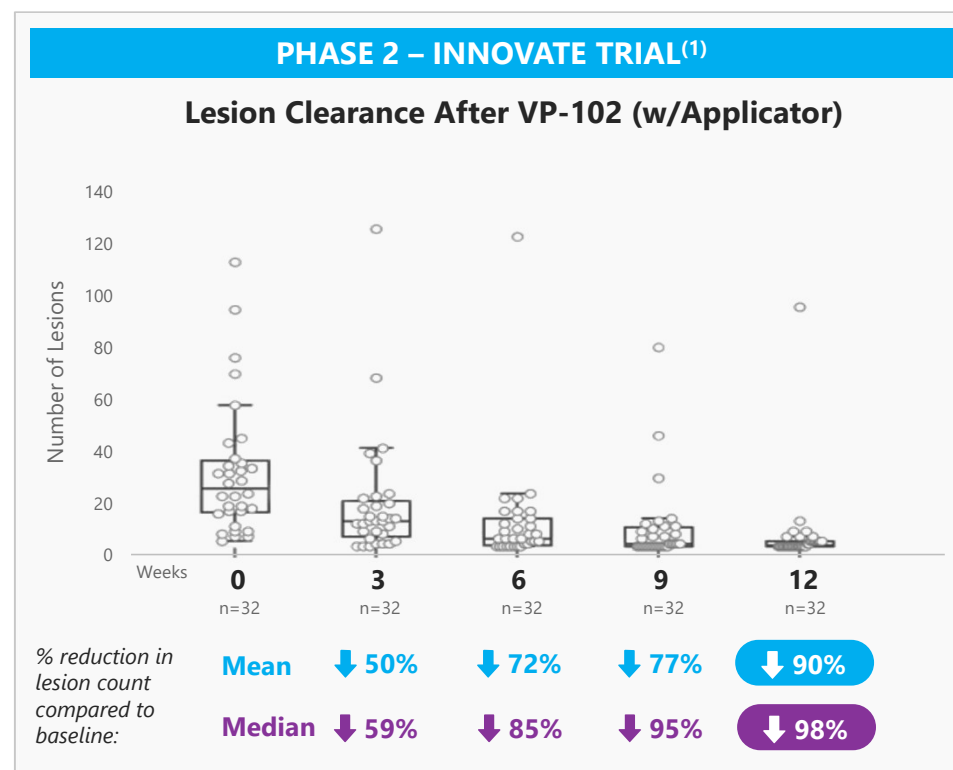 PHASE 2 – INNOVATE TRIAL(1)
Lesion Clearance After VP-102 (w/Applicator)
Number of Lesions
140
120
100
80
60
40
20
0
Weeks
0 3 6 9 12
n=32 n=32 n=32 n=32 n=32
% reduction in
lesion count
compared to
baseline:
Mean 50% 72% 77% 90%
Median 59% 85% 95% 98%